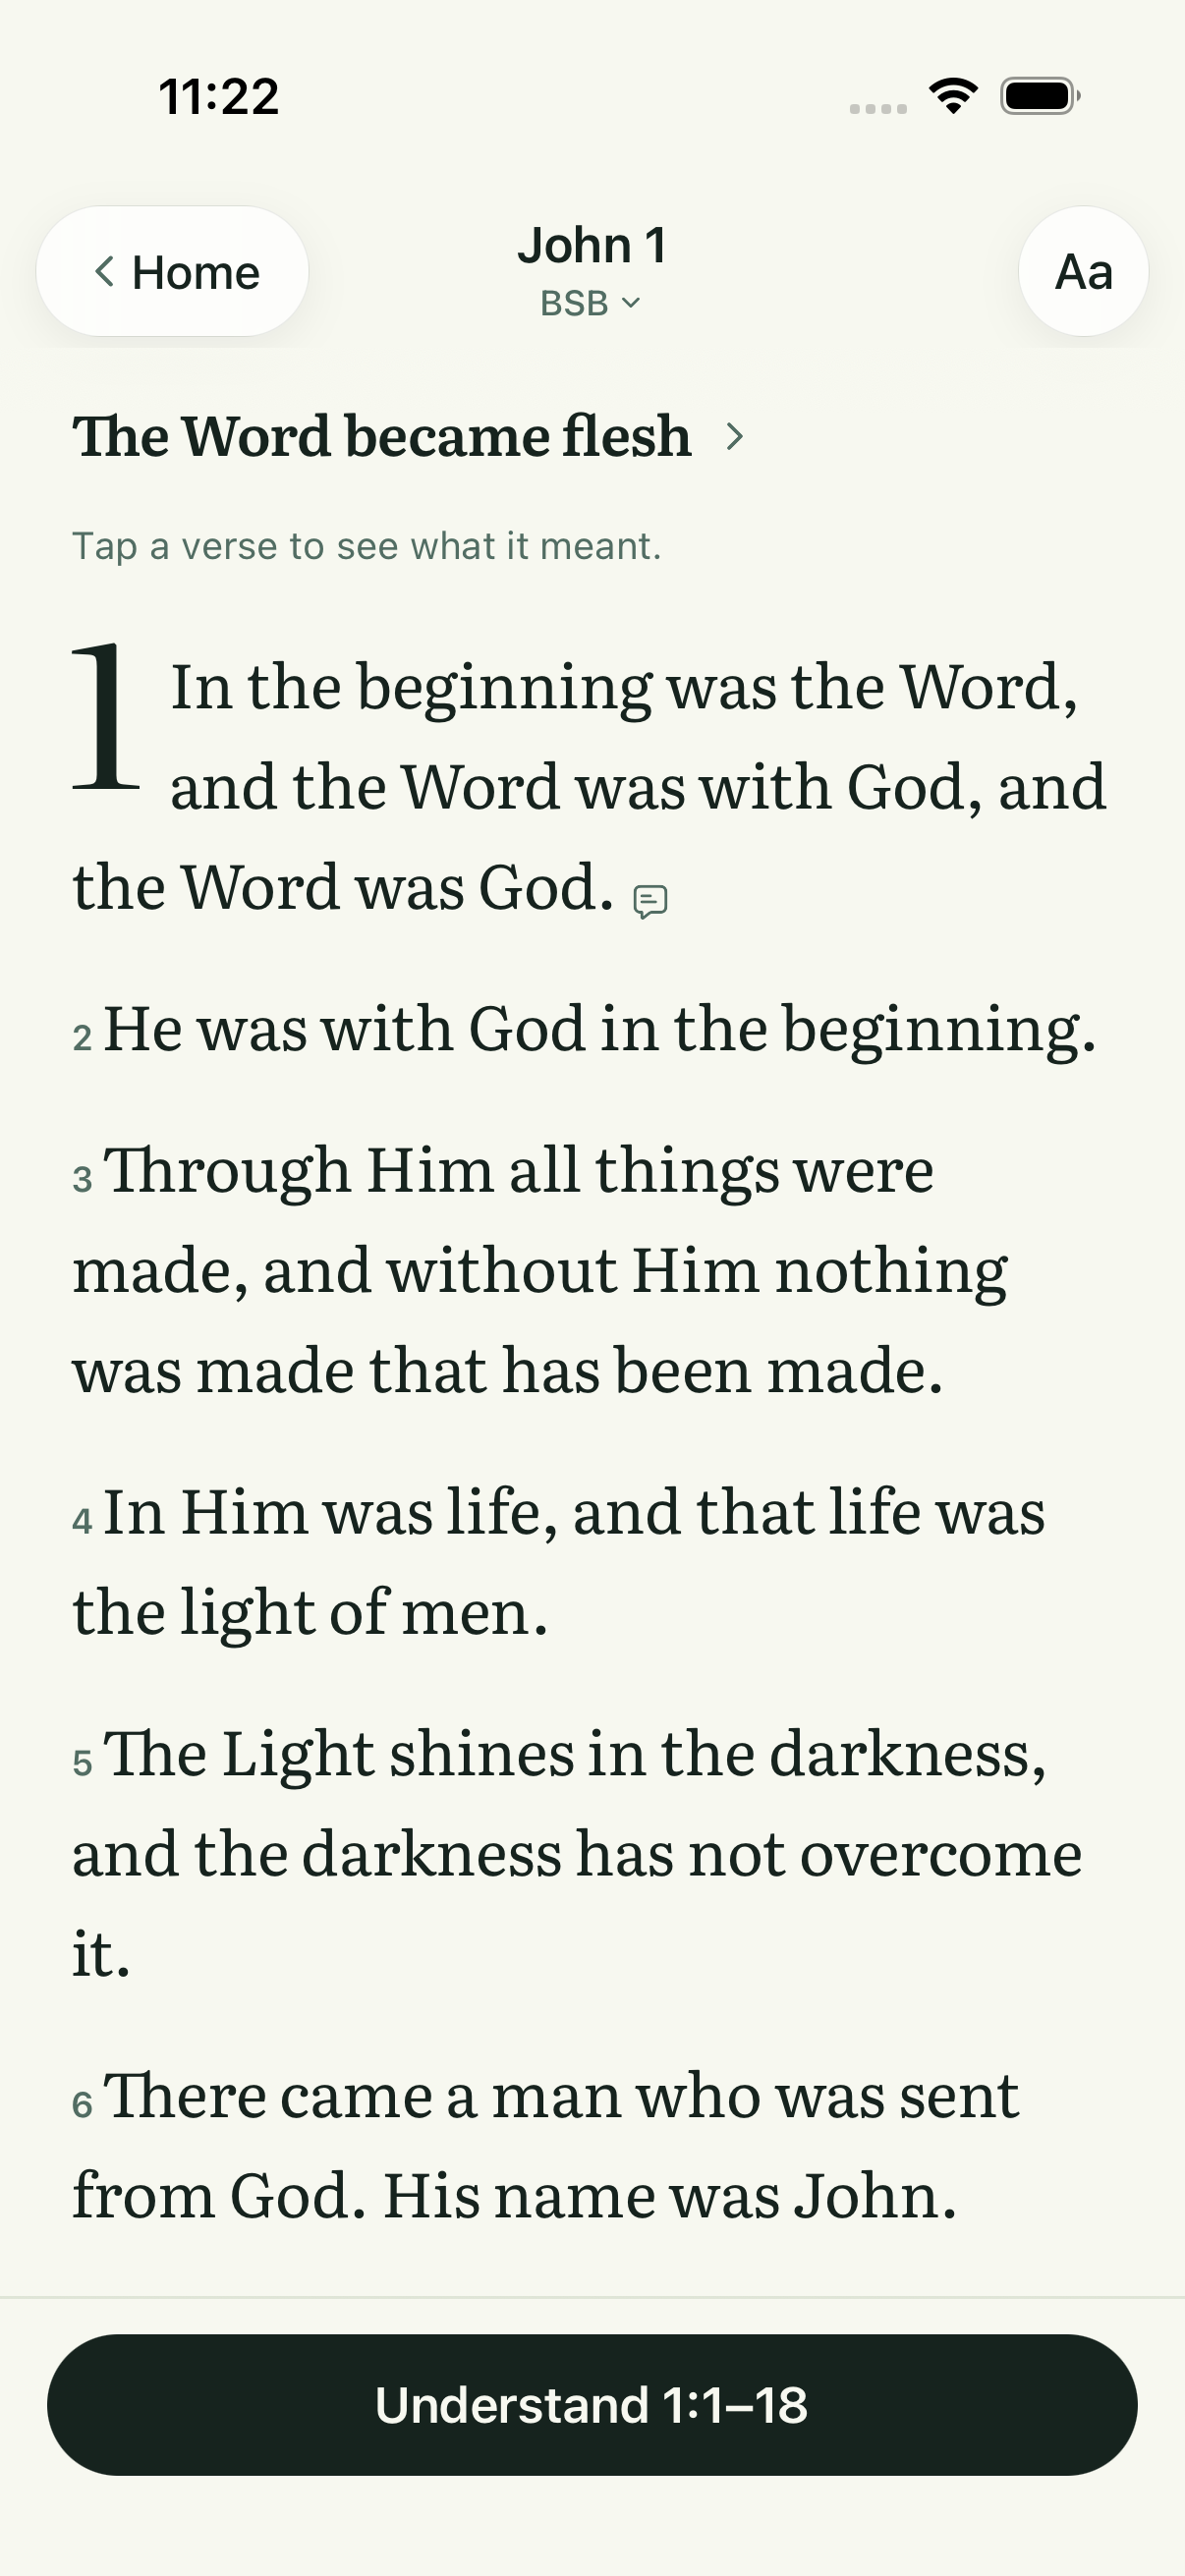 11:22
Home
John 1
BSB
Aa
The Word became flesh
Tap a verse to see what it meant.
1 In the beginning was the Word,
and the Word was with God, and
the Word was God.
2 He was with God in the beginning.
3 Through Him all things were
made, and without Him nothing
was made that has been made.
4 In Him was life, and that life was
the light of men.
5 The Light shines in the darkness,
and the darkness has not overcome
it.
6 There came a man who was sent
from God. His name was John.
Understand 1:1–18